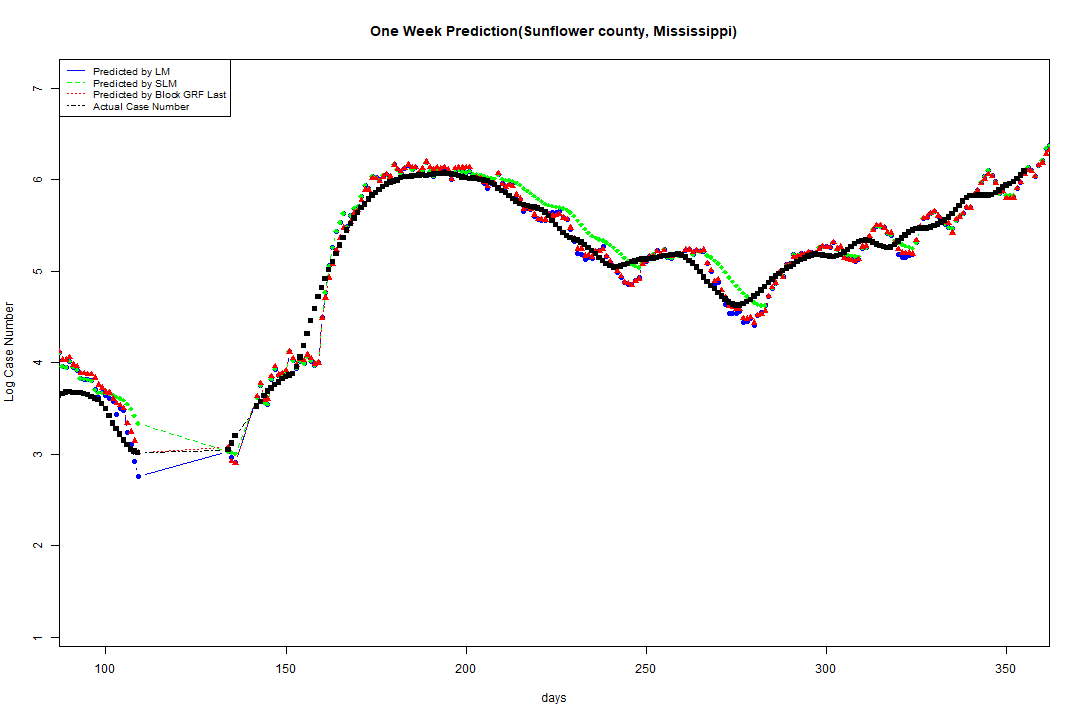 One Week Prediction(Sunflower county, Mississippi)
Predicted by LM
Predicted by SLM
Predicted by Block GRF Last
Actual Case Number
Log Case Number
7
6
5
4
3
2
1
100 150 200 250 300 350
days